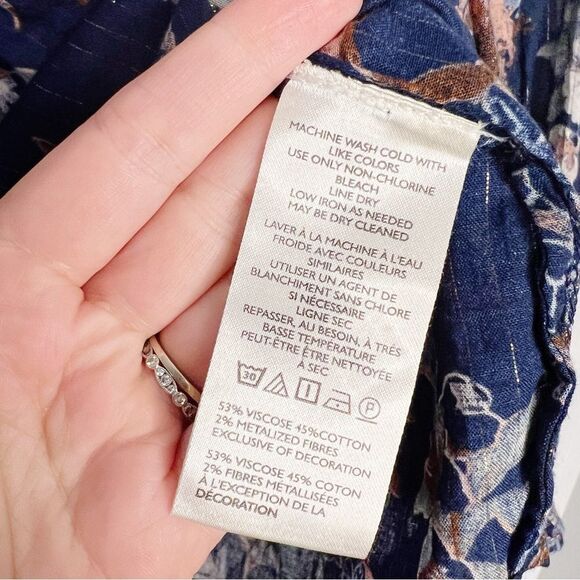 MACHINE WASH COLD WITH
LIKE COLORS
USE ONLY NON-CHLORINE
BLEACH
LINE DRY
LOW IRON AS NEEDED
MAY BE DRY CLEANED
LAVER À LA MACHINE À L'EAU
FROIDE AVEC COULEURS
SIMILAIRES
UTILISER UN AGENT DE
BLANCHIMENT SANS CHLORE
SI NÉCESSAIRE
LIGNE SEC
REPASSER, AU BESOIN, À TRÈS
BASSE TEMPÉRATURE
PEUT-ÊTRE ÊTRE NETTOYÉ
À SEC
30 P
53% VISCOSE 45%COTTON
2% METALIZED FIBRES
EXCLUSIVE OF DECORATION
53% VISCOSE 45% COTON
2% FIBRES MÉTALLISÉES
À L'EXCEPTION DE LA
DÉCORATION